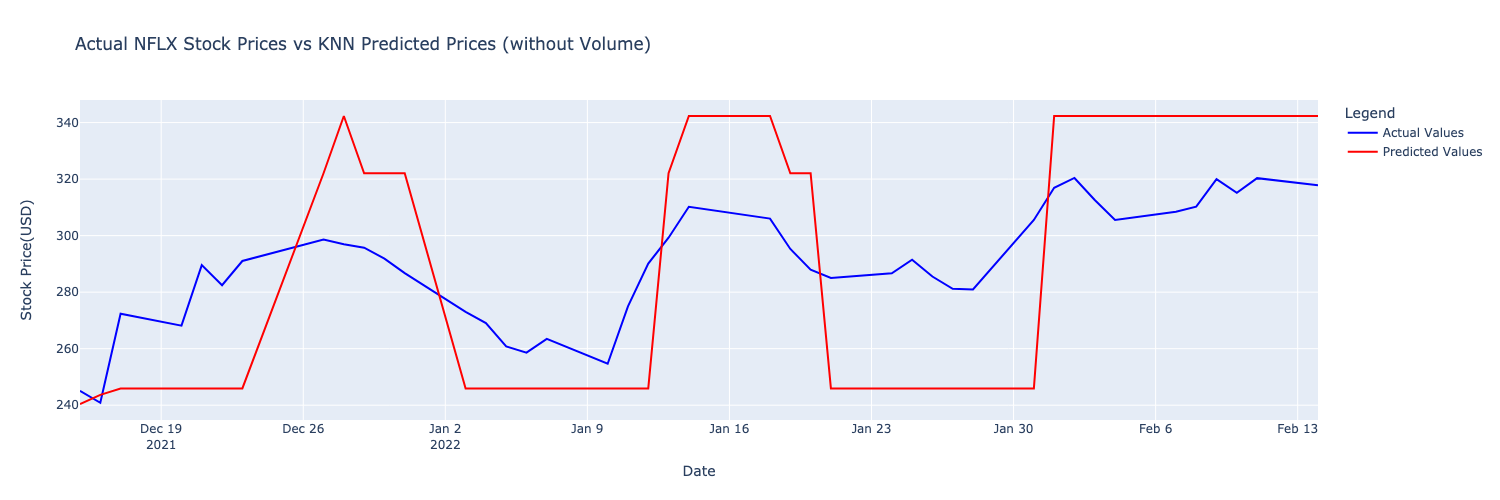 Actual NFLX Stock Prices vs KNN Predicted Prices (without Volume)
Legend
Actual Values
Predicted Values
Stock Price(USD)
340
320
300
280
260
240
Dec 19
2021
Dec 26
Jan 2
2022
Jan 9
Jan 16
Jan 23
Jan 30
Feb 6
Feb 13
Date